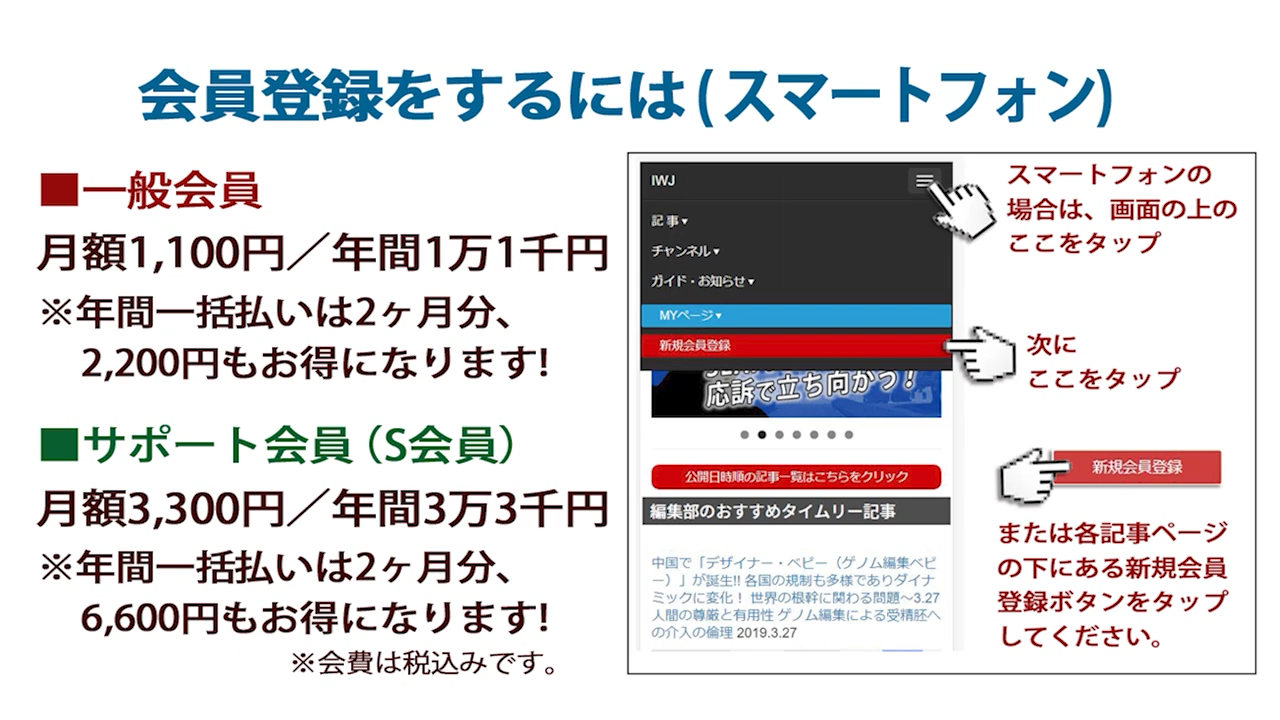 会員登録をするには(スマートフォン)
■一般会員
月額1,100円／年間1万1千円
※年間一括払いは2ヶ月分、
2,200円もお得になります!
■サポート会員（S会員）
月額3,300円／年間3万3千円
※年間一括払いは2ヶ月分、
6,600円もお得になります!
※会費は税込みです。
IWJ
記 事▾
チャンネル▾
ガイド・お知らせ▾
MYページ▾
新規会員登録
応訴で立ち向かう！
公開日時順の記事一覧はこちらをクリック
編集部のおすすめタイムリー記事
中国で「デザイナー・ベビー（ゲノム編集ベビ
ー）」が誕生!! 各国の規制も多様でありダイナ
ミックに変化！ 世界の根幹に関わる問題～3.27
人間の尊厳と有用性 ゲノム編集による受精胚へ
の介入の倫理 2019.3.27
スマートフォンの
場合は、画面の上の
ここをタップ
次に
ここをタップ
新規会員登録
または各記事ページ
の下にある新規会員
登録ボタンをタップ
してください。